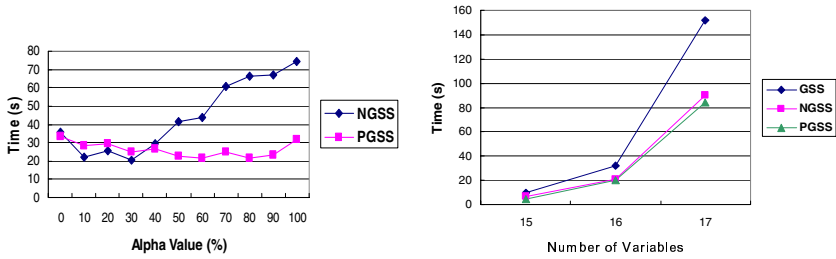 80
70
60
50
40
30
20
10
0
Time (s)
0 10 20 30 40 50 60 70 80 90 100
Alpha Value (%)
NGSS
PGSS
160
140
120
100
80
60
40
20
0
Time (s)
15 16 17
Number of Variables
GSS
NGSS
PGSS